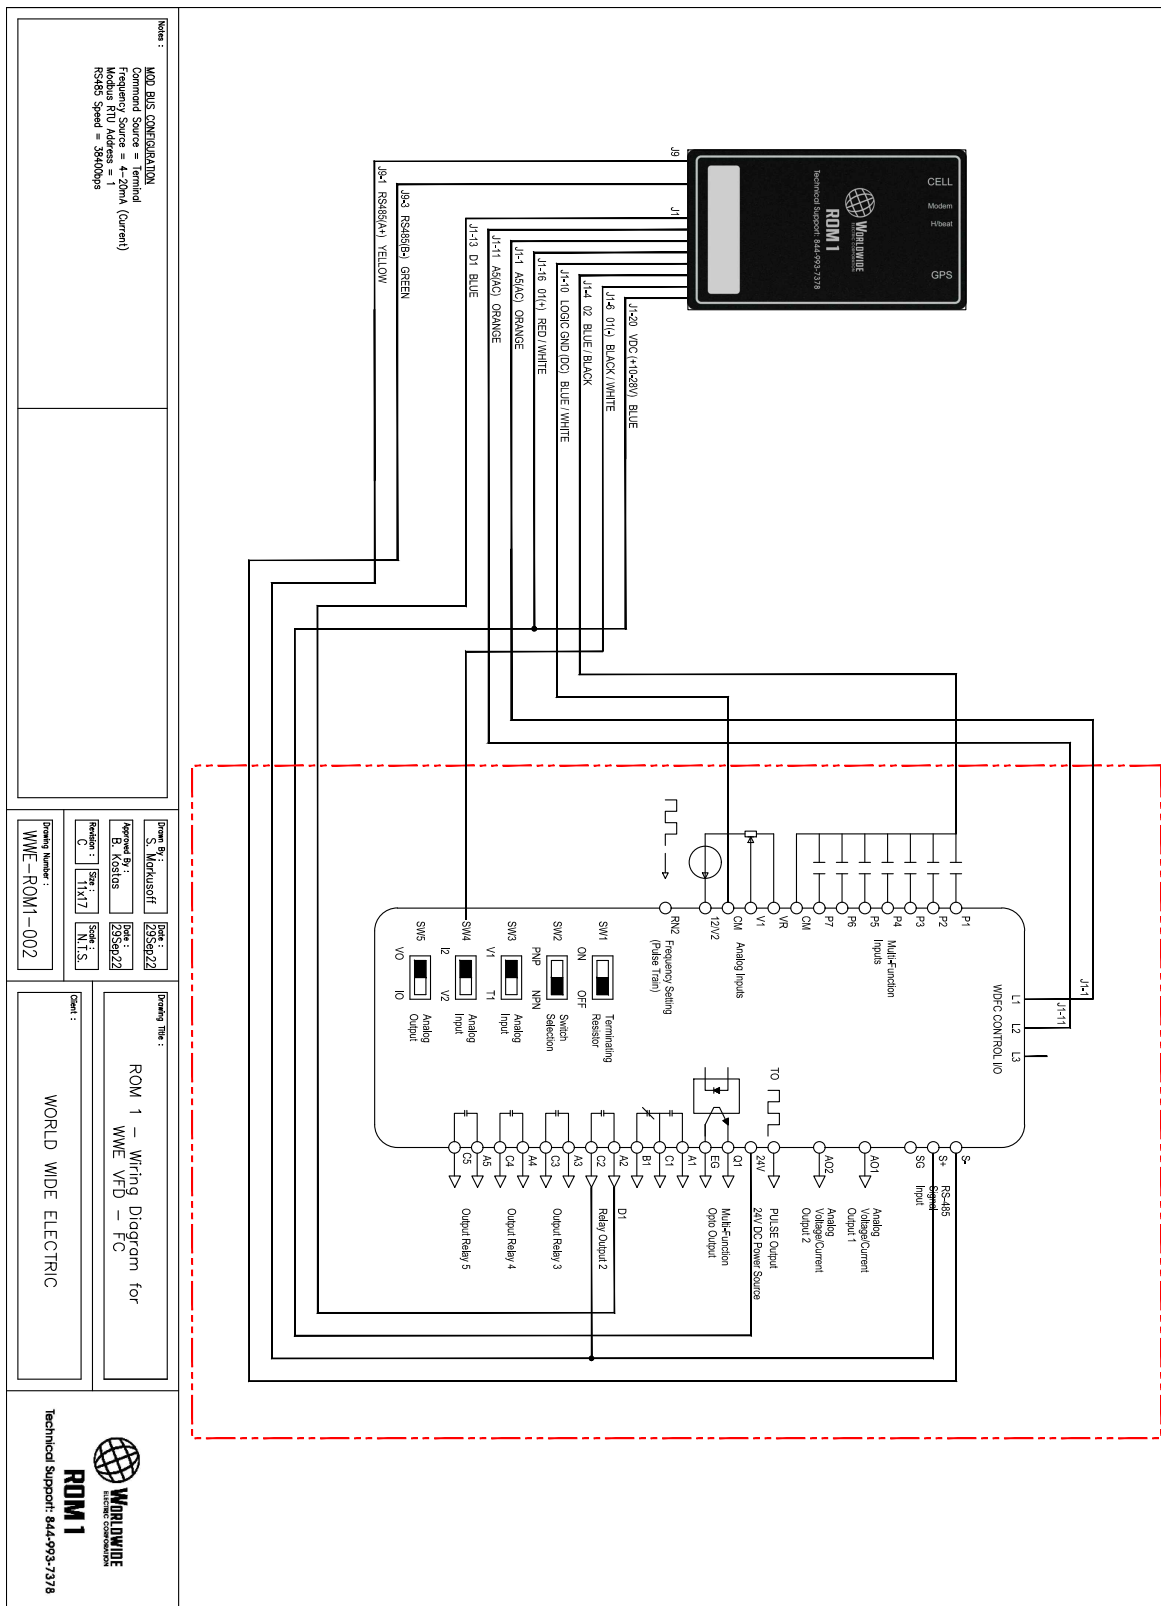 Notes :
MOD BUS CONFIGURATION
Command Source = Terminal
Frequency Source = 4-20mA (Current)
Modbus RTU Address = 1
RS485 Speed = 38400bps
CELL
Modem
H/beat
GPS
WORLDWIDE
ELECTRIC CORPORATION
ROM 1
Technical Support: 844-993-7378
J9
J1
J1-20 VDC (+10-28V) BLUE
J1-6 01(-) BLACK / WHITE
J1-4 02 BLUE / BLACK
J1-10 LOGIC GND (DC) BLUE / WHITE
J1-16 01(+) RED / WHITE
J1-1 A5(AC) ORANGE
J1-11 A5(AC) ORANGE
J1-13 D1 BLUE
J9-3 RS485(B-) GREEN
J9-1 RS485(A+) YELLOW
J1-1
J1-11
L1
L2
L3
WDFC CONTROL I/O
P1
P2
P3
P4
P5
P6
P7
CM
Multi-Function
Inputs
VR
V1
CM
12/V2
Analog Inputs
RN2
Frequency Setting
(Pulse Train)
SW1
ON
OFF
Terminating
Resistor
SW2
PNP
NPN
Switch
Selection
SW3
V1
T1
Analog
Input
SW4
I2
V2
Analog
Input
SW5
VO
IO
Analog
Output
S-
S+
SG
RS-485
Signal
Input
AO1
Analog
Voltage/Current
Output 1
AO2
Analog
Voltage/Current
Output 2
TO
PULSE Output
24V
24V DC Power Source
Q1
EG
Multi-Function
Opto Output
A1
C1
B1
A2
C2
D1
Relay Output 2
A3
C3
Output Relay 3
A4
C4
Output Relay 4
A5
C5
Output Relay 5
Drawn By :
S. Markusoff
Date :
29Sep22
Approved By :
B. Kostas
Date :
29Sep22
Revision :
C
Size :
11x17
Scale :
N.T.S.
Drawing Number :
WWE-ROM1-002
Drawing Title :
ROM 1 - Wiring Diagram for
WWE VFD - FC
Client :
WORLD WIDE ELECTRIC
WORLDWIDE
ELECTRIC CORPORATION
ROM 1
Technical Support: 844-993-7378